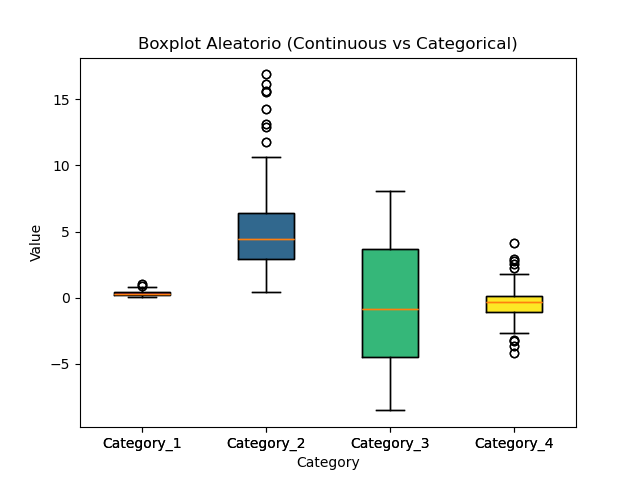 Boxplot Aleatorio (Continuous vs Categorical)
15
10
5
0
−5
Value
Category_1
Category_2
Category_3
Category_4
Category